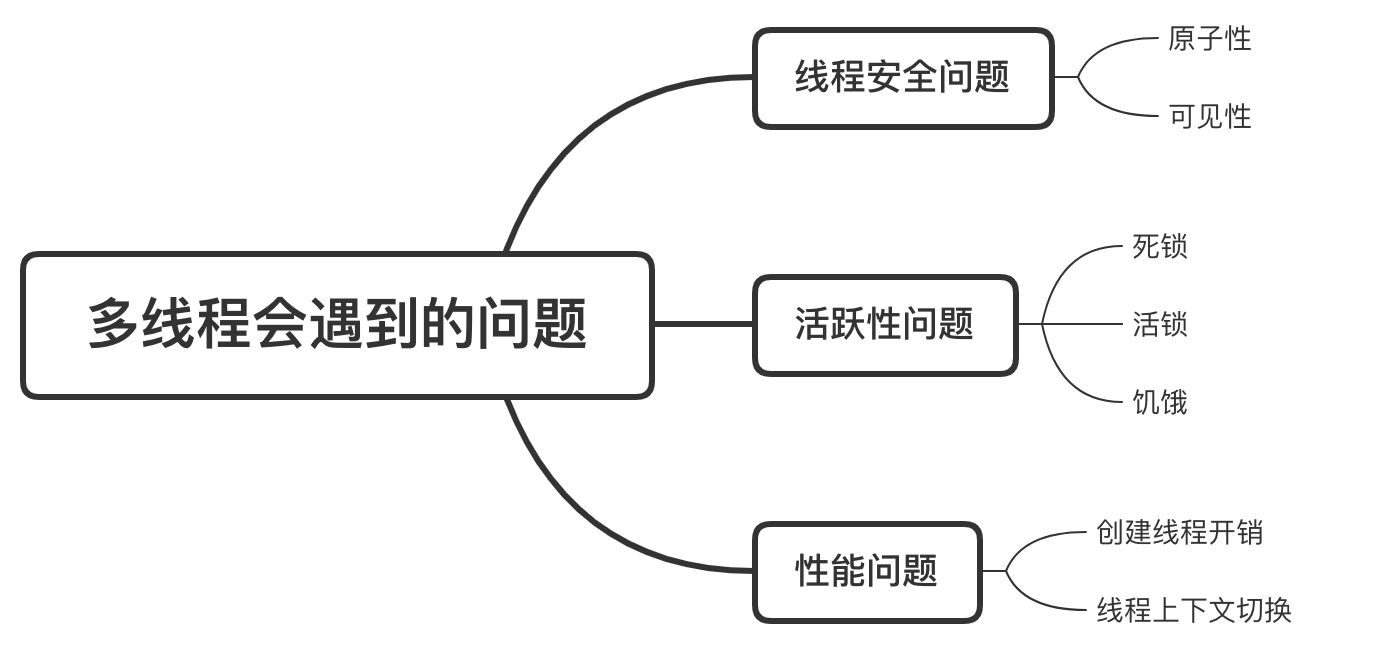 多线程会遇到的问题
线程安全问题
原子性
可见性
活跃性问题
死锁
活锁
饥饿
性能问题
创建线程开销
线程上下文切换